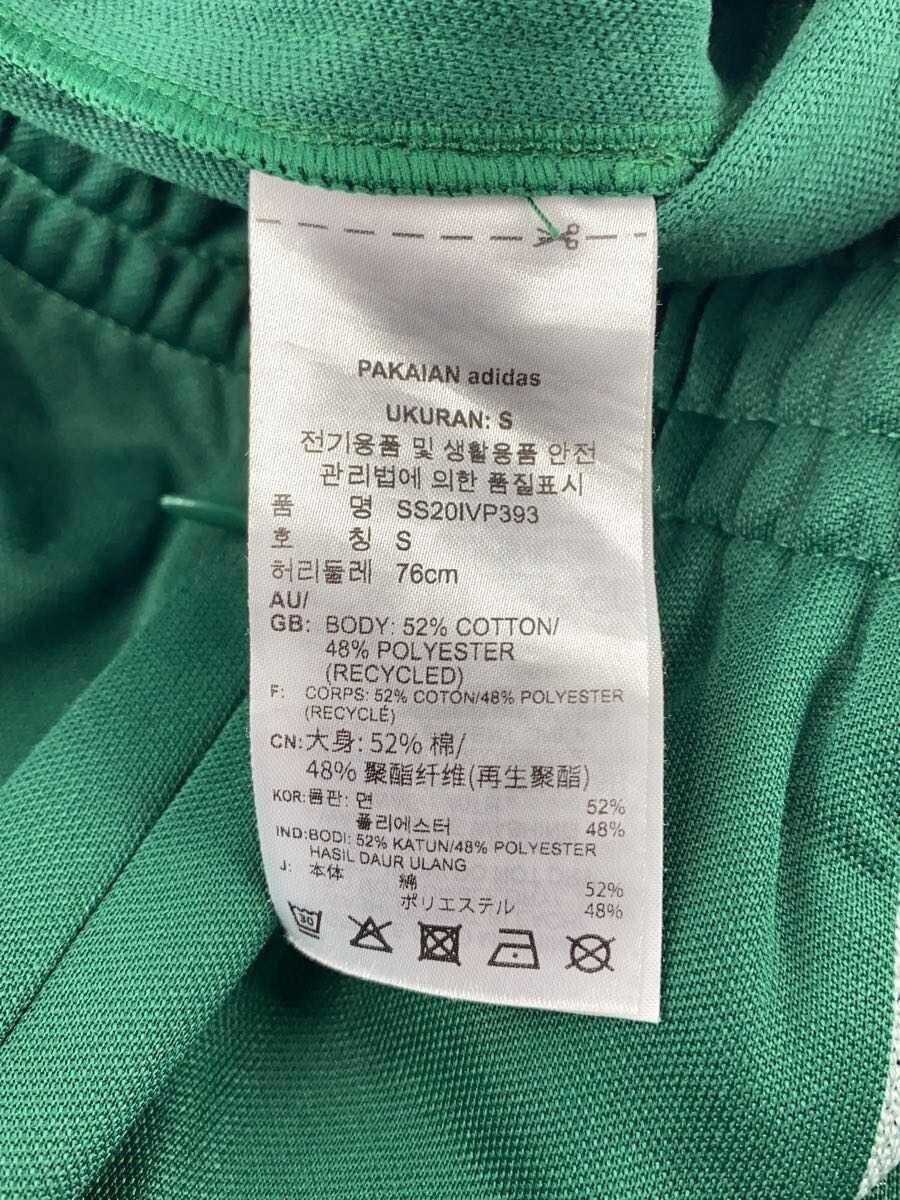 PAKAIAN adidas
UKURAN: S
전기용품 및 생활용품 안전
관리법에 의한 품질표시
품 명 SS20IVP393
호 칭 S
허리둘레 76cm
AU/
GB: BODY: 52% COTTON/
48% POLYESTER
(RECYCLED)
F: CORPS: 52% COTON/48% POLYESTER
(RECYCLÉ)
CN: 大身: 52% 棉/
48% 聚酯纤维(再生聚酯)
KOR: 몸판: 면 52%
폴리에스터 48%
IND: BODI: 52% KATUN/48% POLYESTER
HASIL DAUR ULANG
J: 本体 綿 52%
ポリエステル 48%
30